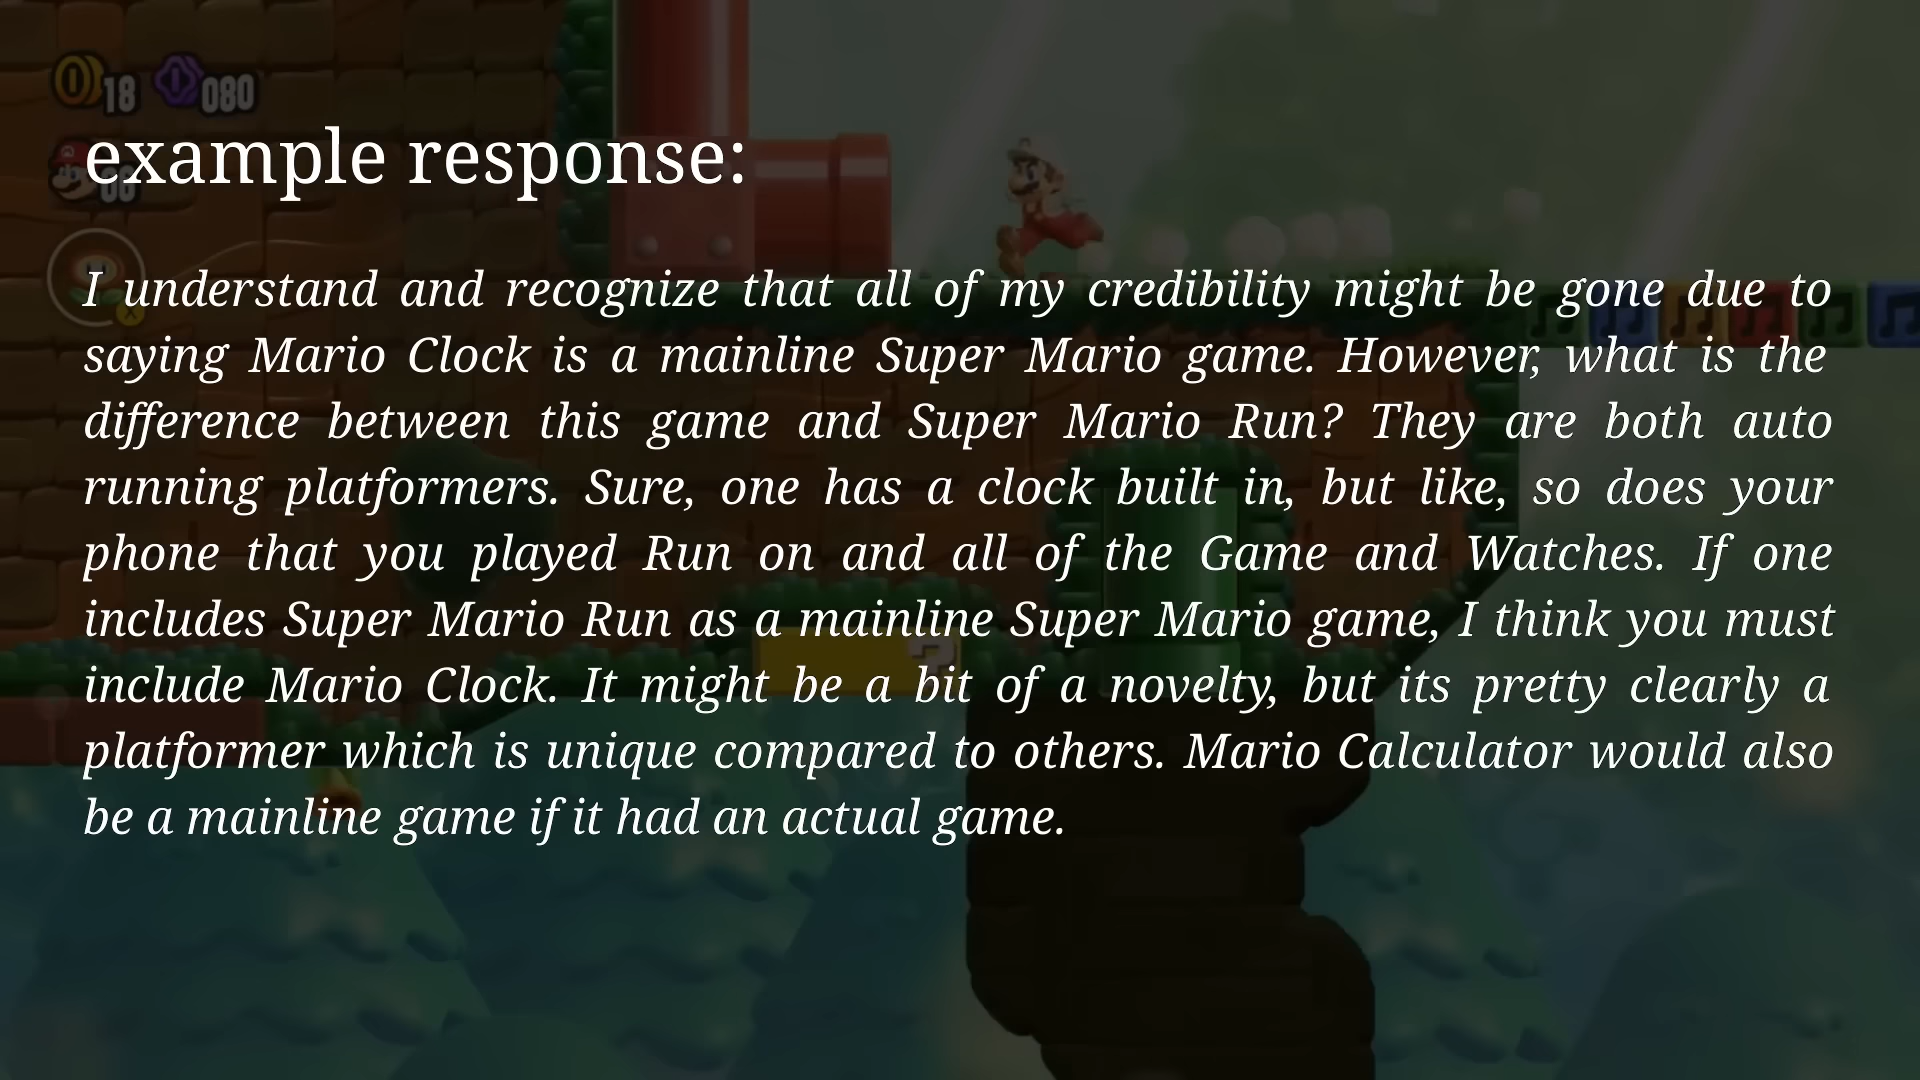 18 080
example response:
I understand and recognize that all of my credibility might be gone due to
saying Mario Clock is a mainline Super Mario game. However, what is the
difference between this game and Super Mario Run? They are both auto
running platformers. Sure, one has a clock built in, but like, so does your
phone that you played Run on and all of the Game and Watches. If one
includes Super Mario Run as a mainline Super Mario game, I think you must
include Mario Clock. It might be a bit of a novelty, but its pretty clearly a
platformer which is unique compared to others. Mario Calculator would also
be a mainline game if it had an actual game.